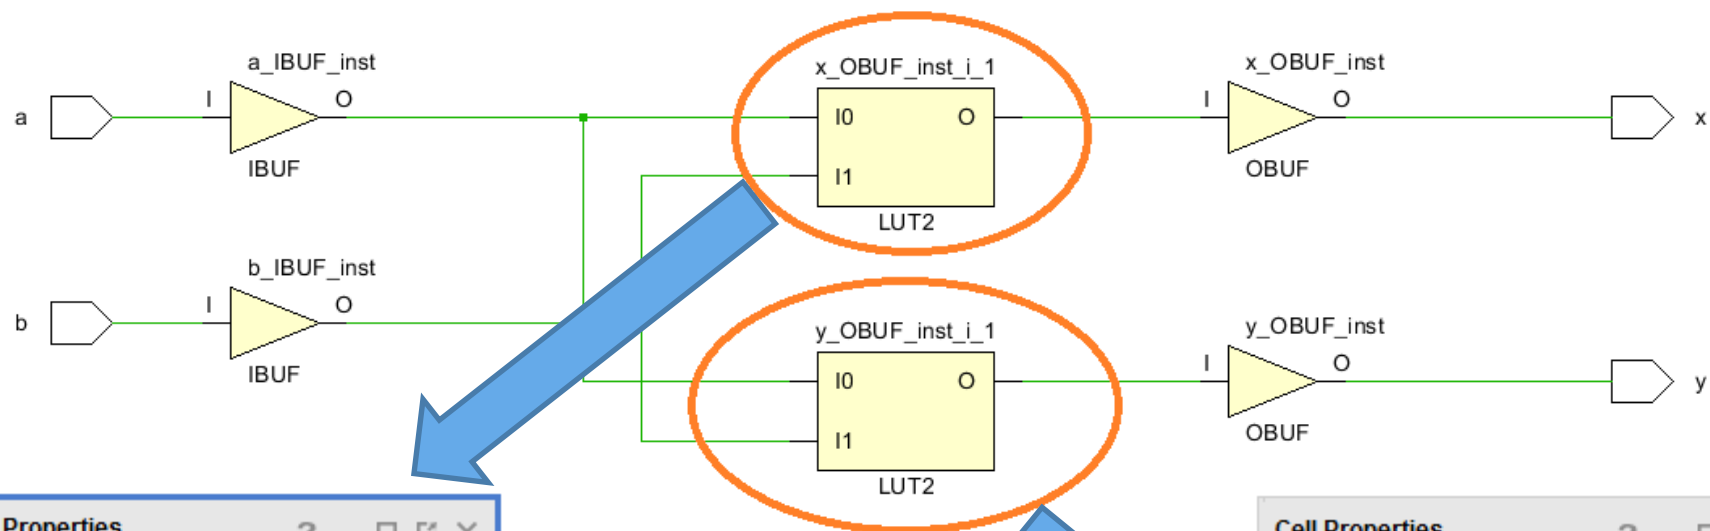 a_IBUF_inst
x_OBUF_inst_i_1
x_OBUF_inst
a
I
O
I0
O
I
O
x
IBUF
I1
OBUF
LUT2
b_IBUF_inst
b
I
O
y_OBUF_inst_i_1
y_OBUF_inst
IBUF
I0
O
I
O
y
I1
OBUF
LUT2
Properties
Cell Properties